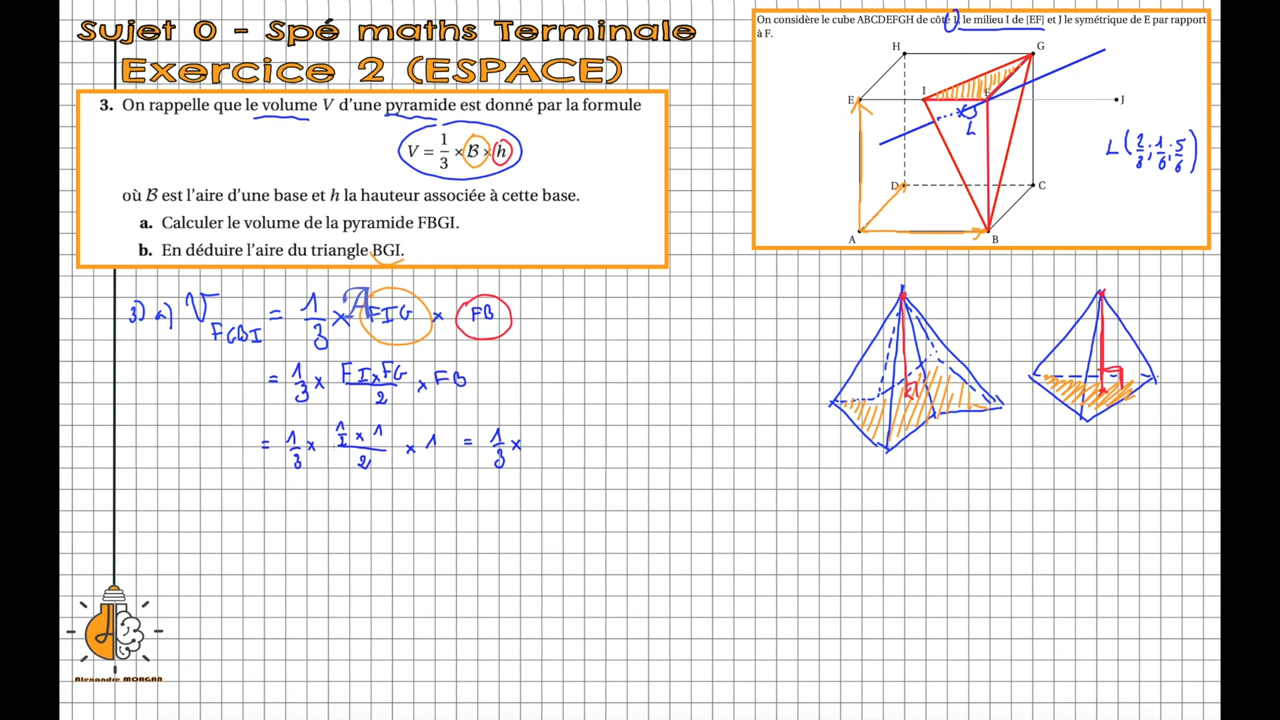 Sujet 0 - Spé maths Terminale
Exercice 2 (ESPACE)
3. On rappelle que le volume V d'une pyramide est donné par la formule
V = 1/3 × B × h
où B est l'aire d'une base et h la hauteur associée à cette base.
a. Calculer le volume de la pyramide FBGI.
b. En déduire l'aire du triangle BGI.
On considère le cube ABCDEFGH de côté 1, le milieu I de [EF] et J le symétrique de E par rapport
à F.
H G
E I F J
L
L (2/3 ; 1/6 ; 5/6)
D C
A B
3) a) V FGBI = 1/3 × A FIG × FB
= 1/3 × FI×FG/2 × FB
= 1/3 × 1/I × 1/2 × 1 = 1/3 ×
Alexandre MORGAN